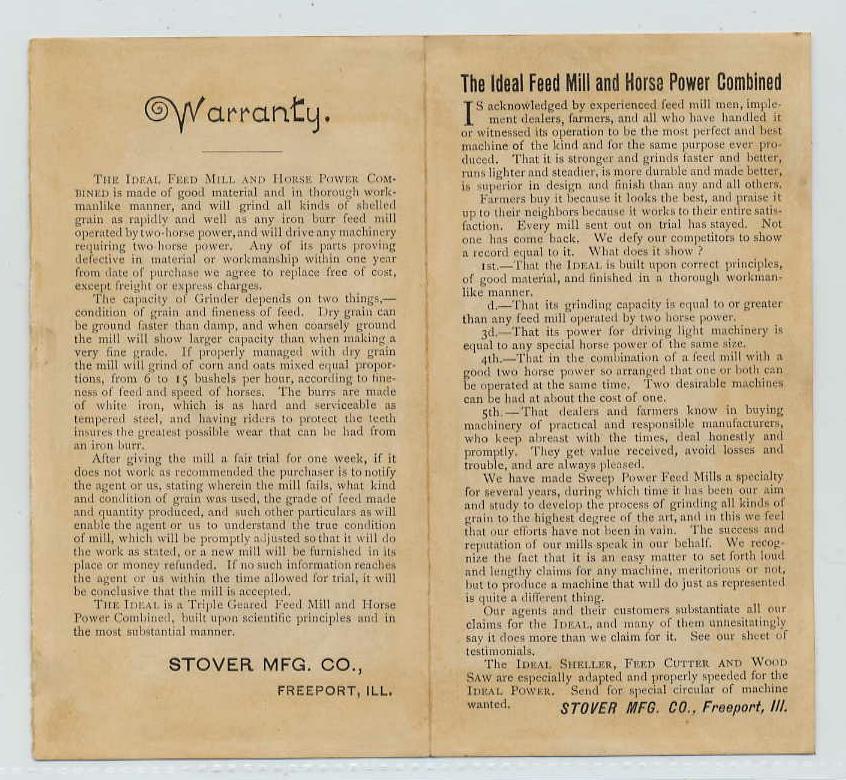 Warranty.
THE IDEAL FEED MILL AND HORSE POWER COM-
BINED is made of good material and in thorough work-
manlike manner, and will grind all kinds of shelled
grain as rapidly and well as any iron burr feed mill
operated by two-horse power, and will drive any machinery
requiring two-horse power. Any of its parts proving
defective in material or workmanship within one year
from date of purchase we agree to replace free of cost,
except freight or express charges.
The capacity of Grinder depends on two things,—
condition of grain and fineness of feed. Dry grain can
be ground faster than damp, and when coarsely ground
the mill will show larger capacity than when making a
very fine grade. If properly managed with dry grain
the mill will grind of corn and oats mixed equal propor-
tions, from 6 to 15 bushels per hour, according to fine-
ness of feed and speed of horses. The burrs are made
of white iron, which is as hard and serviceable as
tempered steel, and having riders to protect the teeth
insures the greatest possible wear that can be had from
an iron burr.
After giving the mill a fair trial for one week, if it
does not work as recommended the purchaser is to notify
the agent or us, stating wherein the mill fails, what kind
and condition of grain was used, the grade of feed made
and quantity produced, and such other particulars as will
enable the agent or us to understand the true condition
of mill, which will be promptly adjusted so that it will do
the work as stated, or a new mill will be furnished in its
place or money refunded. If no such information reaches
the agent or us within the time allowed for trial, it will
be conclusive that the mill is accepted.
THE IDEAL is a Triple Geared Feed Mill and Horse
Power Combined, built upon scientific principles and in
the most substantial manner.
STOVER MFG. CO.,
FREEPORT, ILL.
The Ideal Feed Mill and Horse Power Combined
IS acknowledged by experienced feed mill men, imple-
ment dealers, farmers, and all who have handled it
or witnessed its operation to be the most perfect and best
machine of the kind and for the same purpose ever pro-
duced. That it is stronger and grinds faster and better,
runs lighter and steadier, is more durable and made better,
is superior in design and finish than any and all others.
Farmers buy it because it looks the best, and praise it
up to their neighbors because it works to their entire satis-
faction. Every mill sent out on trial has stayed. Not
one has come back. We defy our competitors to show
a record equal to it. What does it show ?
1st.—That the IDEAL is built upon correct principles,
of good material, and finished in a thorough workman-
like manner.
d.—That its grinding capacity is equal to or greater
than any feed mill operated by two horse power.
3d.—That its power for driving light machinery is
equal to any special horse power of the same size.
4th.—That in the combination of a feed mill with a
good two horse power so arranged that one or both can
be operated at the same time. Two desirable machines
can be had at about the cost of one.
5th.—That dealers and farmers know in buying
machinery of practical and responsible manufacturers,
who keep abreast with the times, deal honestly and
promptly. They get value received, avoid losses and
trouble, and are always pleased.
We have made Sweep Power Feed Mills a specialty
for several years, during which time it has been our aim
and study to develop the process of grinding all kinds of
grain to the highest degree of the art, and in this we feel
that our efforts have not been in vain. The success and
reputation of our mills speak in our behalf. We recog-
nize the fact that it is an easy matter to set forth loud
and lengthy claims for any machine, meritorious or not,
but to produce a machine that will do just as represented
is quite a different thing.
Our agents and their customers substantiate all our
claims for the IDEAL, and many of them unhesitatingly
say it does more than we claim for it. See our sheet of
testimonials.
The IDEAL SHELLER, FEED CUTTER AND WOOD
SAW are especially adapted and properly speeded for the
IDEAL POWER. Send for special circular of machine
wanted. STOVER MFG. CO., Freeport, Ill.